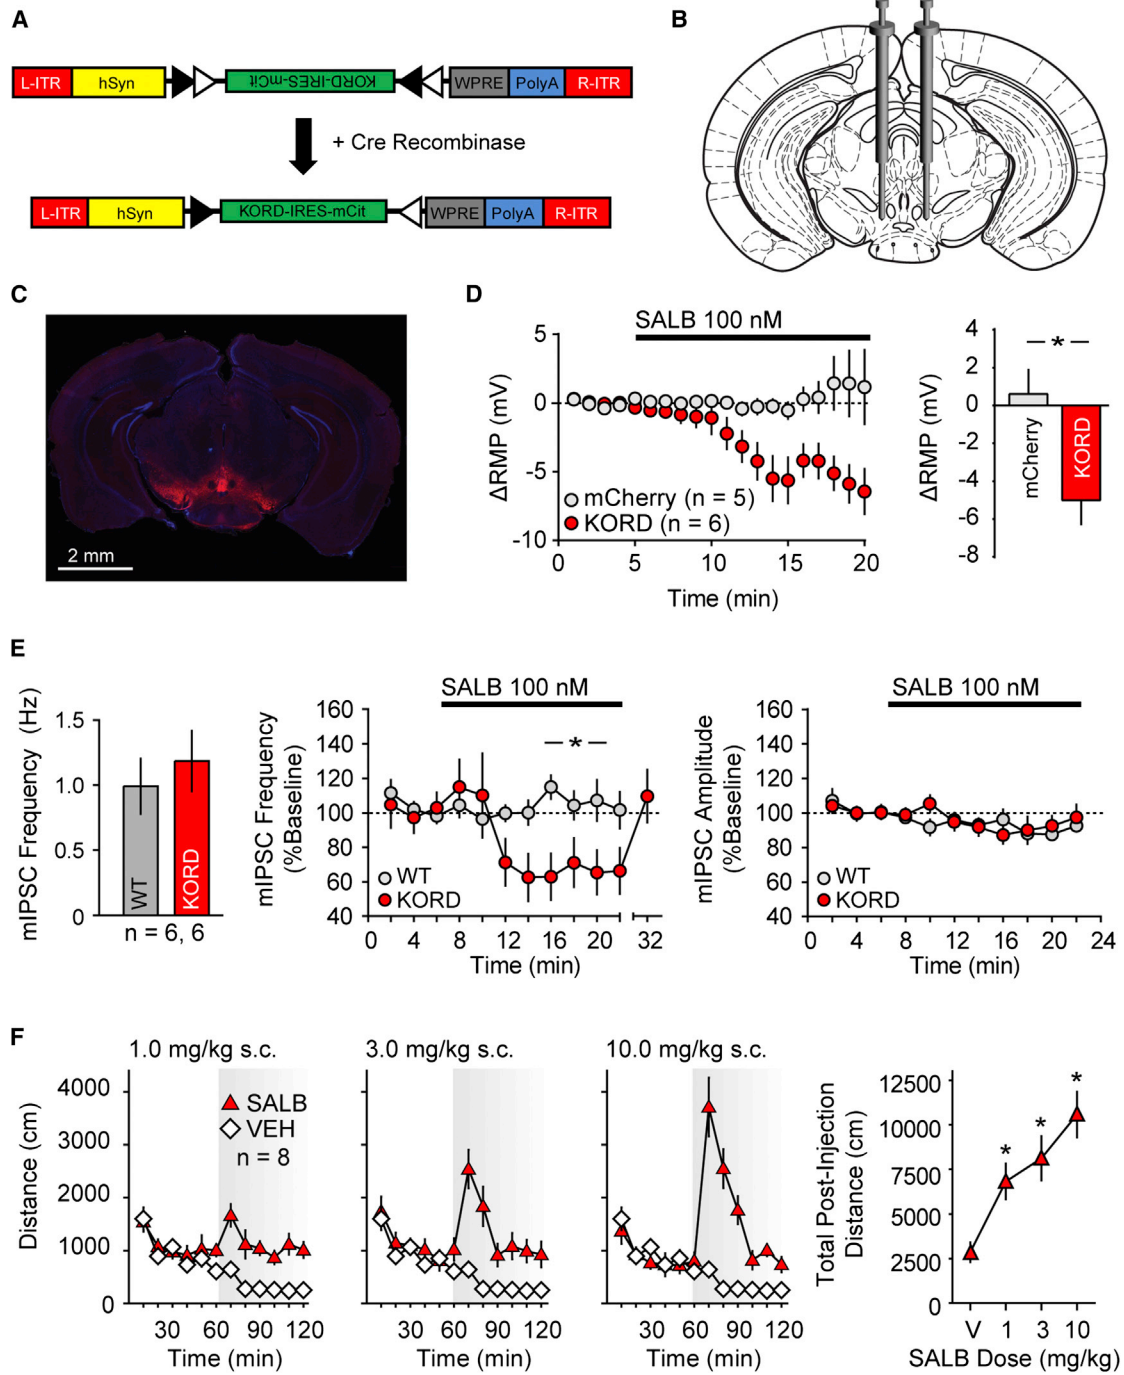 A
L-ITR hSyn KORD-IRES-mCit WPRE PolyA R-ITR
+ Cre Recombinase
L-ITR hSyn KORD-IRES-mCit WPRE PolyA R-ITR
B
C
2 mm
D
SALB 100 nM
ΔRMP (mV)
5
0
-5
-10
mCherry (n = 5)
KORD (n = 6)
0 5 10 15 20
Time (min)
ΔRMP (mV)
4
2
0
-2
-4
-6
-8
*
mCherry
KORD
E
mIPSC Frequency (Hz)
1.5
1.0
0.5
0
WT
KORD
n = 6, 6
SALB 100 nM
mIPSC Frequency
(%Baseline)
160
140
120
100
80
60
40
*
WT
KORD
0 4 8 12 16 20 32
Time (min)
SALB 100 nM
mIPSC Amplitude
(%Baseline)
160
140
120
100
80
60
40
WT
KORD
0 4 8 12 16 20 24
Time (min)
F
1.0 mg/kg s.c.
Distance (cm)
4000
3000
2000
1000
0
SALB
VEH
n = 8
30 60 90 120
Time (min)
3.0 mg/kg s.c.
30 60 90 120
Time (min)
10.0 mg/kg s.c.
30 60 90 120
Time (min)
Total Post-Injection
Distance (cm)
12500
10000
7500
5000
2500
0
* * *
V 1 3 10
SALB Dose (mg/kg)